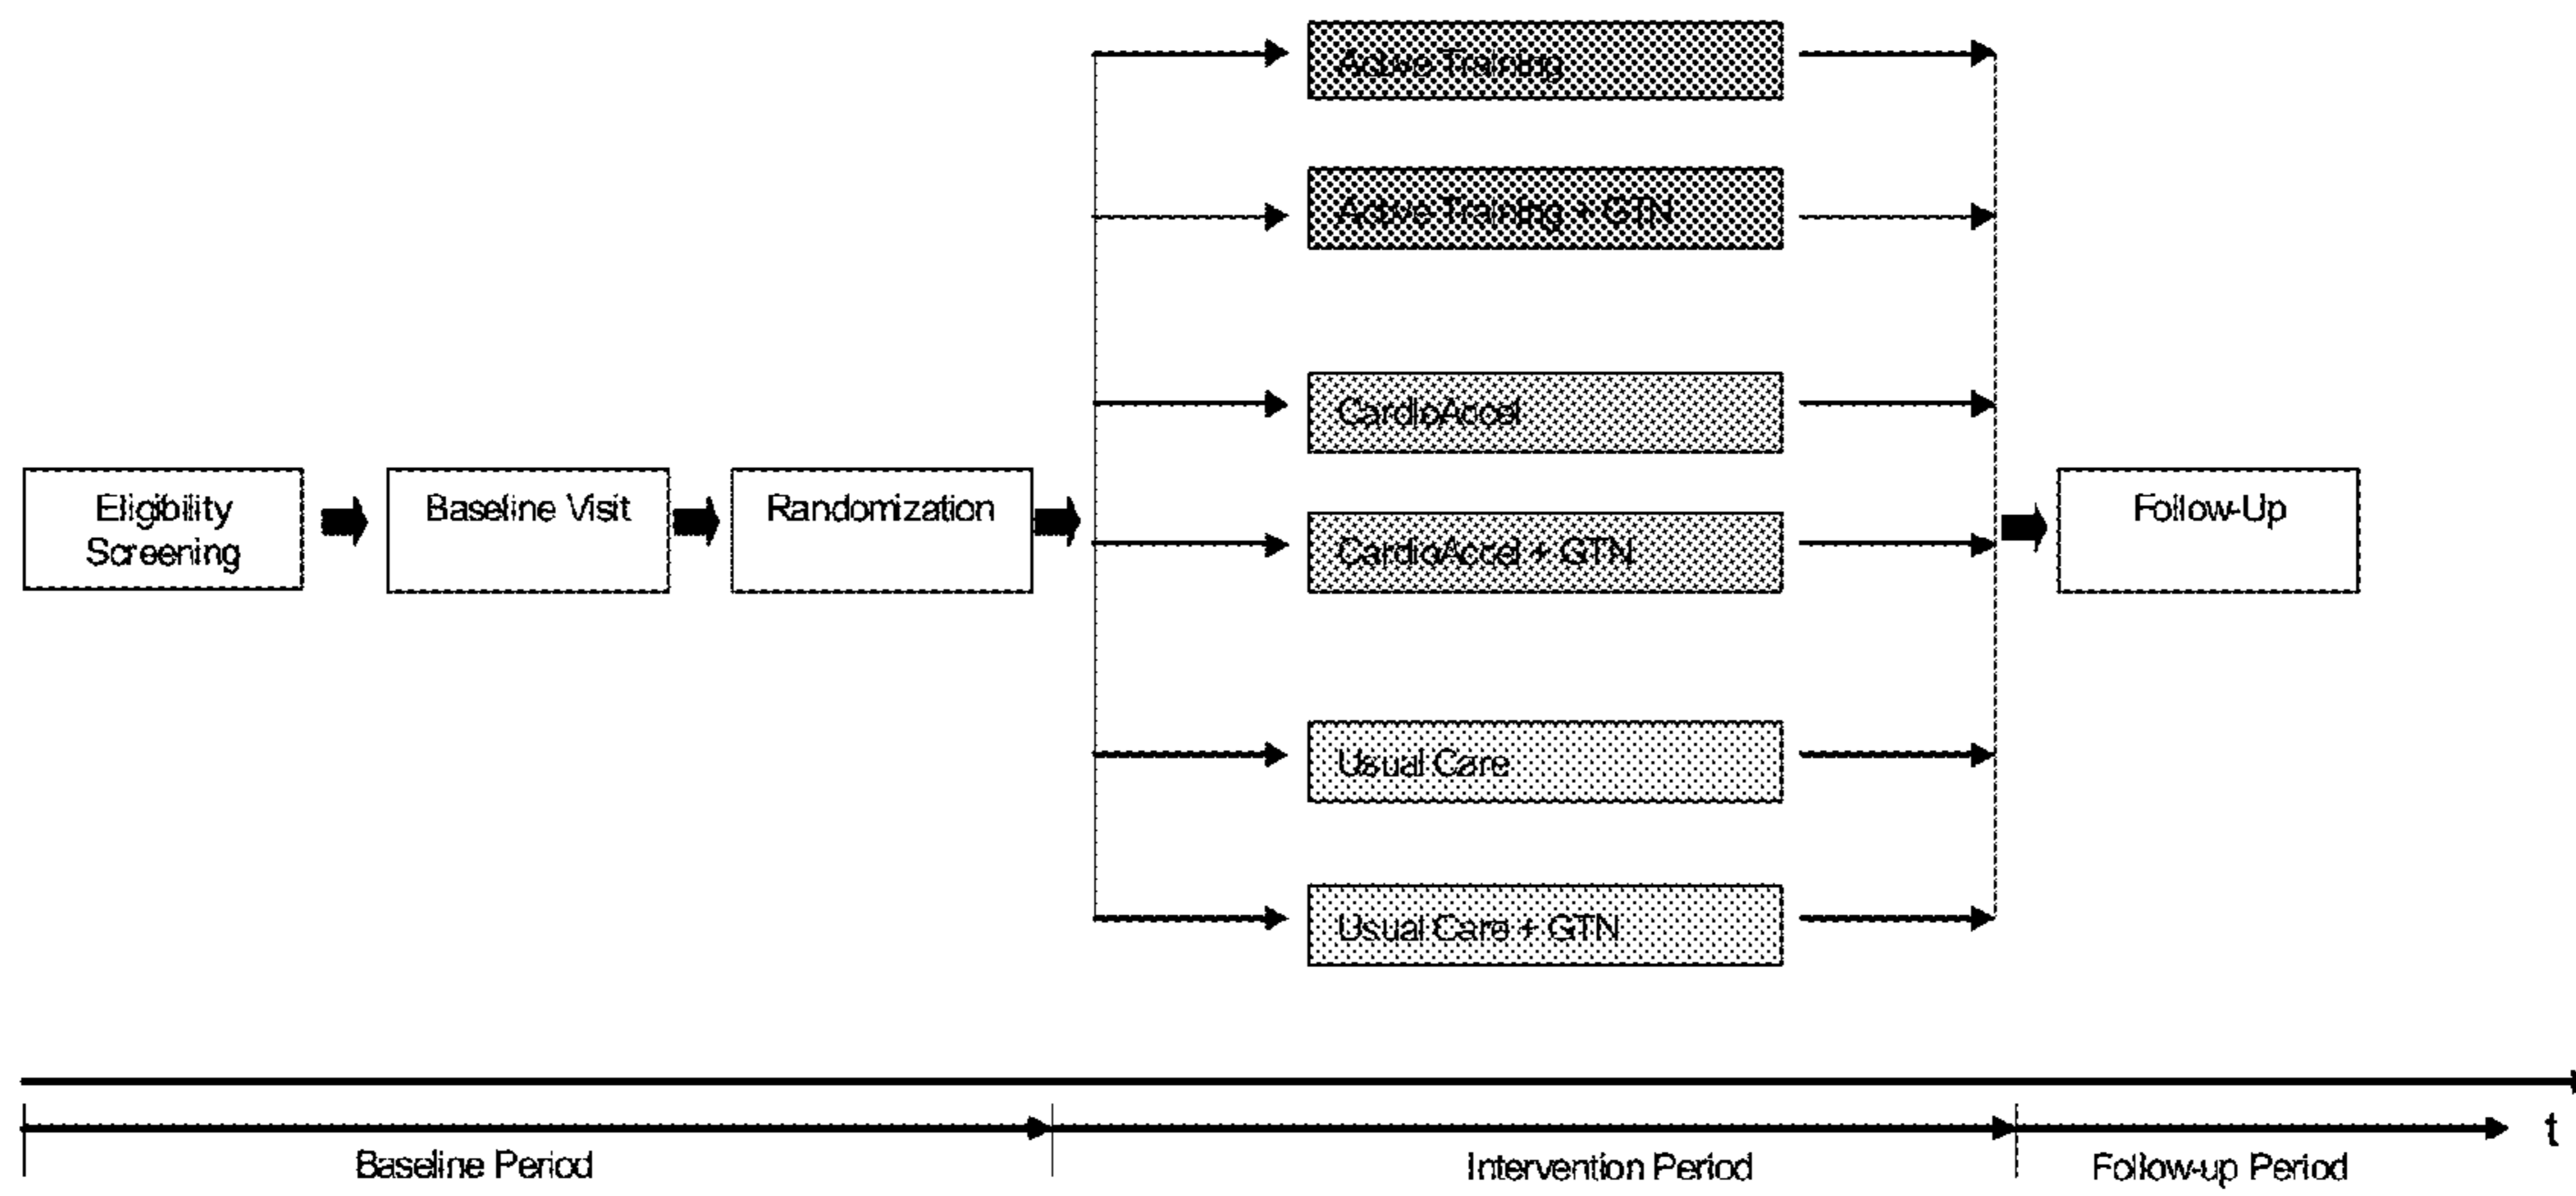 Active Training
Active Training + GTN
CardioAccel
Eligibility
Screening
Baseline Visit
Randomization
CardioAccel + GTN
Follow-Up
Usual Care
Usual Care + GTN
t
Baseline Period
Intervention Period
Follow-up Period